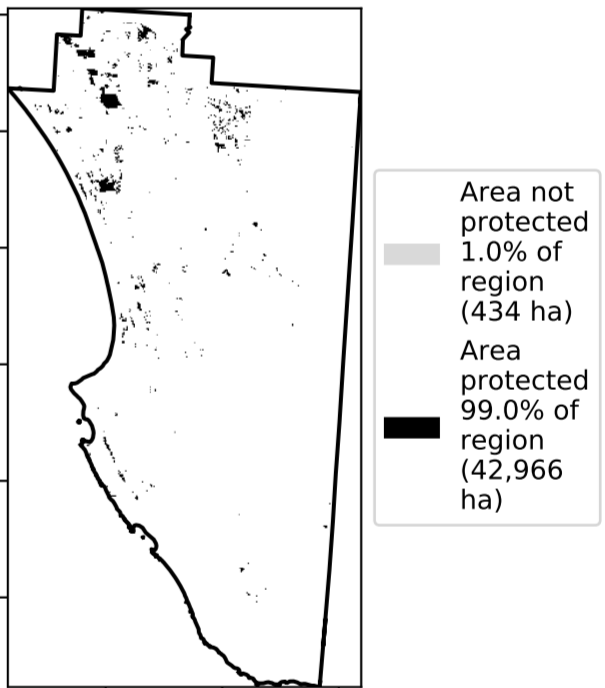 Area not
protected
1.0% of
region
(434 ha)
Area
protected
99.0% of
region
(42,966
ha)